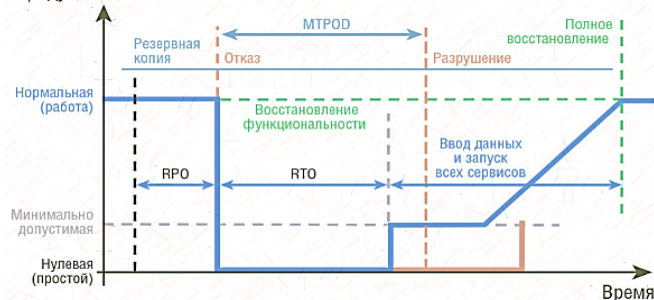 MTPOD
Полное
восстановление
Резервная
копия
Отказ
Разрушение
Нормальная
(работа)
Восстановление
функциональности
Ввод данных
и запуск
всех сервисов
RPO
RTO
Минимально
допустимая
Нулевая
(простой)
Время